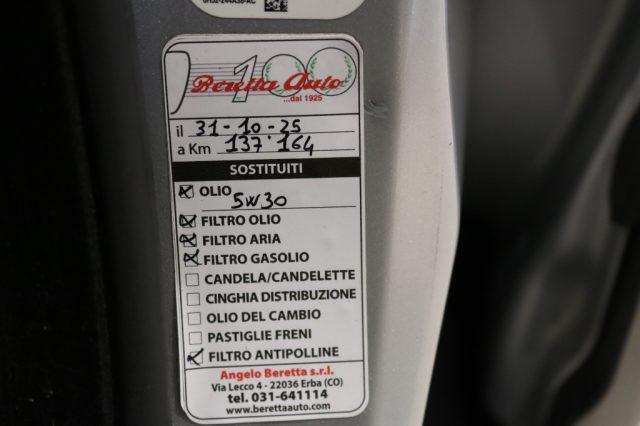 100
Beretta Auto
...dal 1925
il 31-10-25
a Km 137'164
SOSTITUITI
OLIO
5W30
FILTRO OLIO
FILTRO ARIA
FILTRO GASOLIO
CANDELA/CANDELETTE
CINGHIA DISTRIBUZIONE
OLIO DEL CAMBIO
PASTIGLIE FRENI
FILTRO ANTIPOLLINE
Angelo Beretta s.r.l.
Via Lecco 4 - 22036 Erba (CO)
tel. 031-641114
www.berettaauto.com